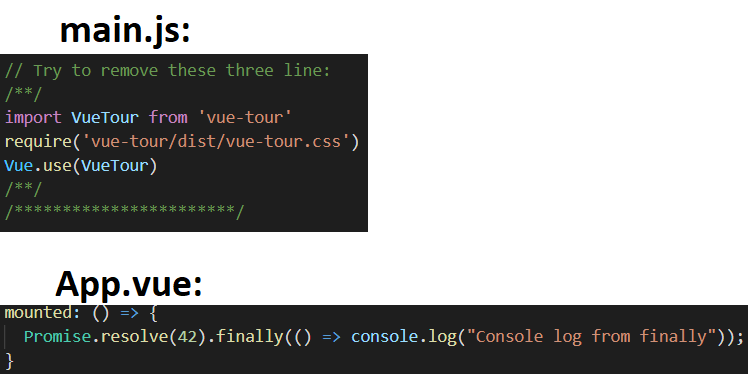 main.js:
// Try to remove these three line:
/**/
import VueTour from 'vue-tour'
require('vue-tour/dist/vue-tour.css')
Vue.use(VueTour)
/**/
/***********************/
App.vue:
mounted: () => {
Promise.resolve(42).finally(() => console.log("Console log from finally"));
}